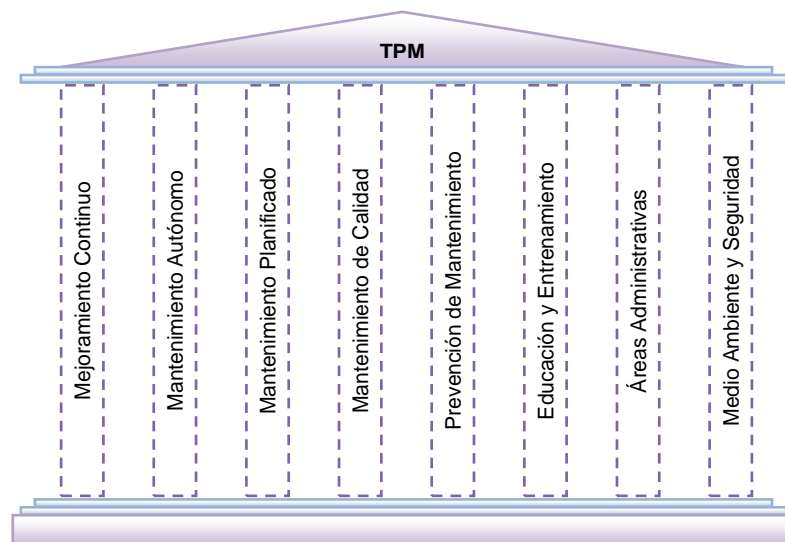 TPM
Mejoramiento Continuo
Mantenimiento Autónomo
Mantenimiento Planificado
Mantenimiento de Calidad
Prevención de Mantenimiento
Educación y Entrenamiento
Áreas Administrativas
Medio Ambiente y Seguridad